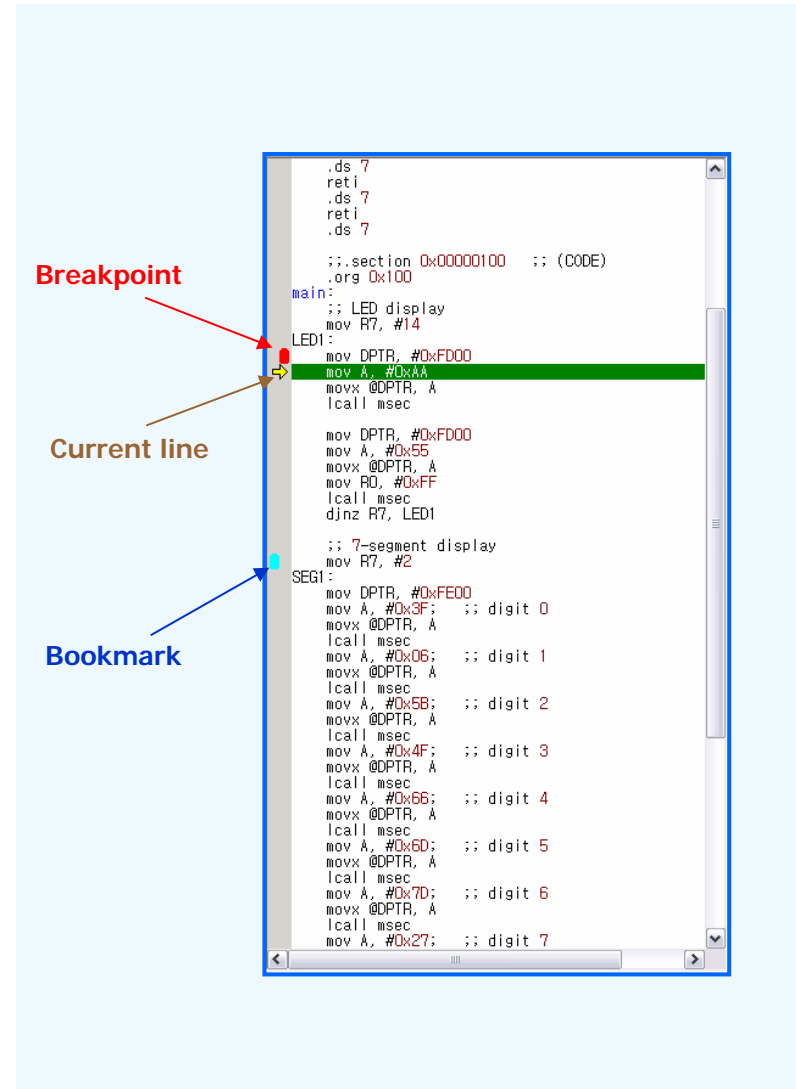 .ds 7
reti
.ds 7
reti
.ds 7
;;.section 0x00000100 ;; (CODE)
.org 0x100
main:
;; LED display
mov R7, #14
LED1:
mov DPTR, #0xFD00
mov A, #0xAA
movx @DPTR, A
lcall msec
mov DPTR, #0xFD00
mov A, #0x55
movx @DPTR, A
mov R0, #0xFF
lcall msec
djnz R7, LED1
;; 7-segment display
mov R7, #2
SEG1:
mov DPTR, #0xFE00
mov A, #0x3F; ;; digit 0
movx @DPTR, A
lcall msec
mov A, #0x06; ;; digit 1
movx @DPTR, A
lcall msec
mov A, #0x5B; ;; digit 2
movx @DPTR, A
lcall msec
mov A, #0x4F; ;; digit 3
movx @DPTR, A
lcall msec
mov A, #0x66; ;; digit 4
movx @DPTR, A
lcall msec
mov A, #0x6D; ;; digit 5
movx @DPTR, A
lcall msec
mov A, #0x7D; ;; digit 6
movx @DPTR, A
lcall msec
mov A, #0x27; ;; digit 7
Breakpoint
Current line
Bookmark